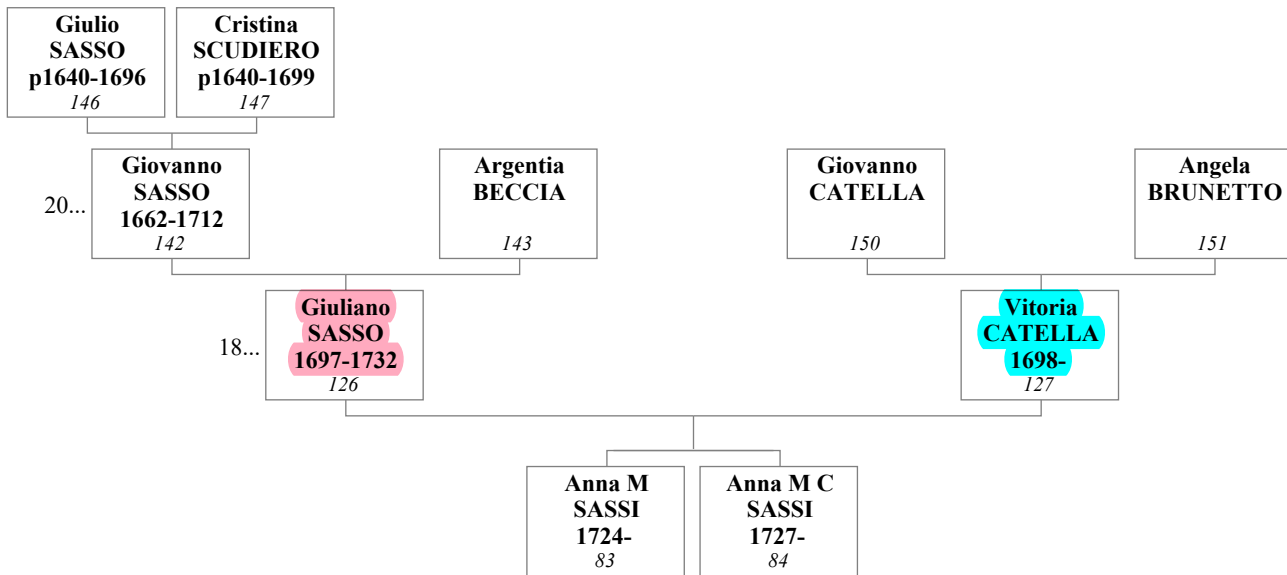 Giulio
SASSO
p1640-1696
146
Cristina
SCUDIERO
p1640-1699
147
20...
Giovanno
SASSO
1662-1712
142
Argentia
BECCIA
143
Giovanno
CATELLA
150
Angela
BRUNETTO
151
18...
Giuliano
SASSO
1697-1732
126
Vitoria
CATELLA
1698-
127
Anna M
SASSI
1724-
83
Anna M C
SASSI
1727-
84